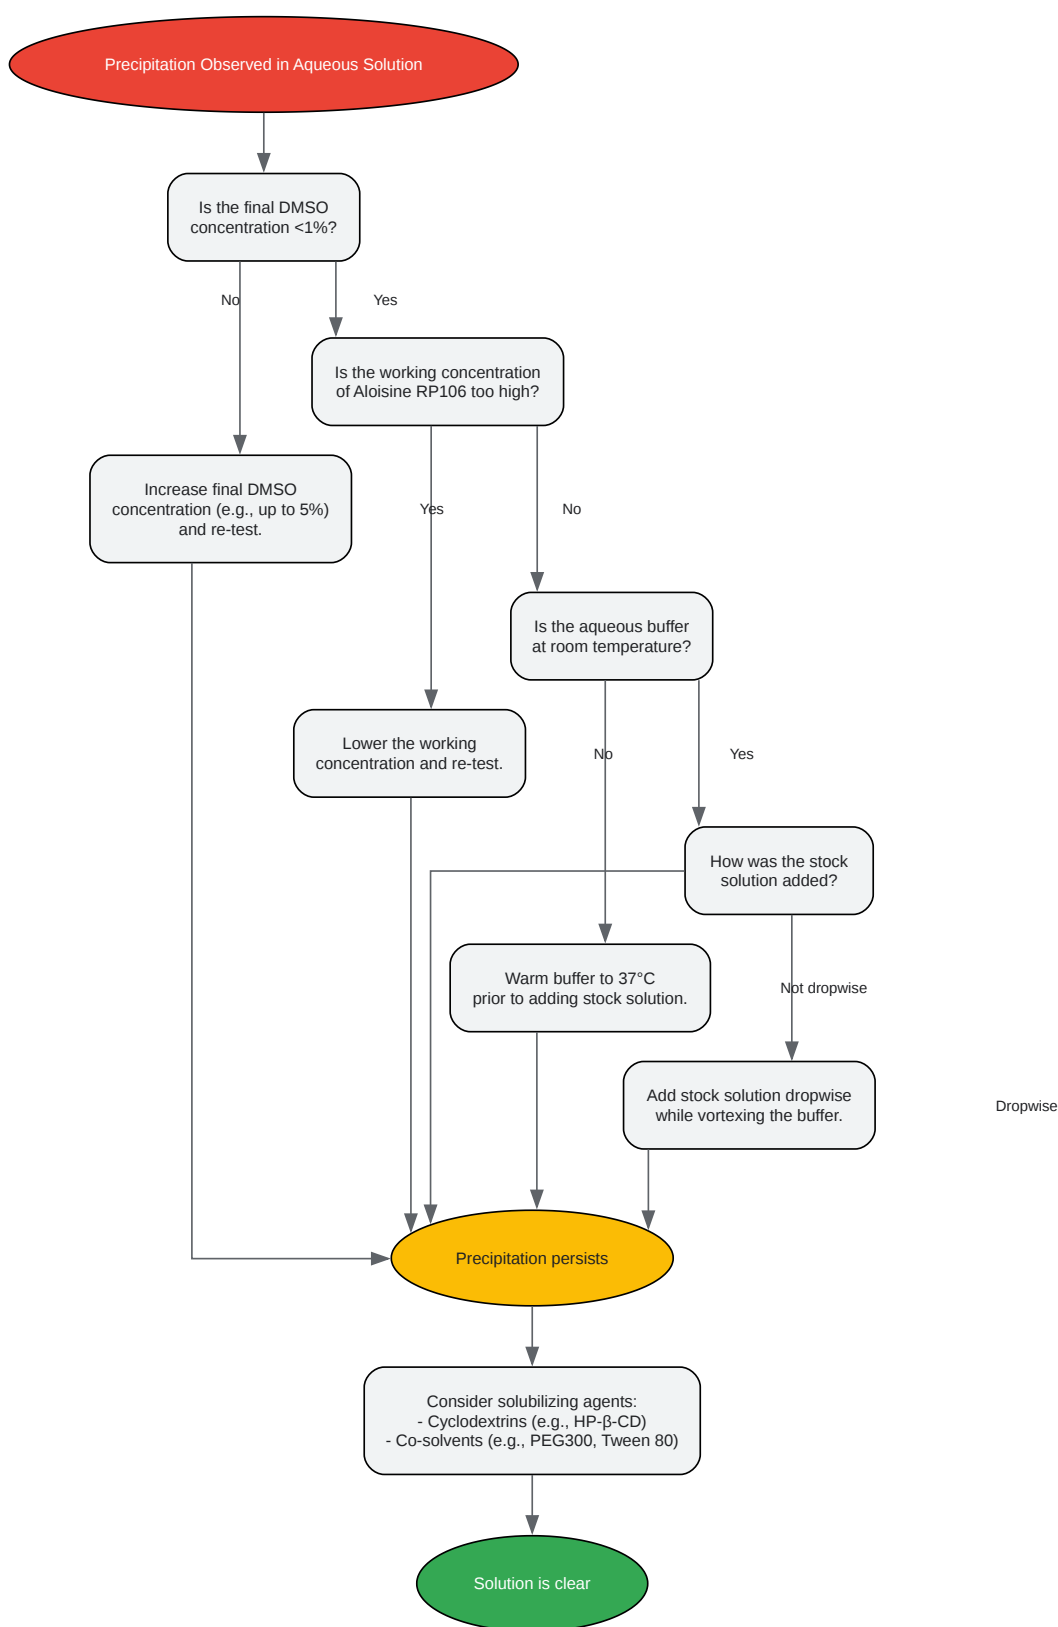 Precipitation Observed in Aqueous Solution
Is the final DMSO
concentration <1%?
No
Yes
Is the working concentration
of Aloisine RP106 too high?
Increase final DMSO
concentration (e.g., up to 5%)
and re-test.
Yes
No
Is the aqueous buffer
at room temperature?
Lower the working
concentration and re-test.
No
Yes
How was the stock
solution added?
Warm buffer to 37°C
prior to adding stock solution.
Not dropwise
Add stock solution dropwise
while vortexing the buffer.
Dropwise
Precipitation persists
Consider solubilizing agents:
- Cyclodextrins (e.g., HP-β-CD)
- Co-solvents (e.g., PEG300, Tween 80)
Solution is clear